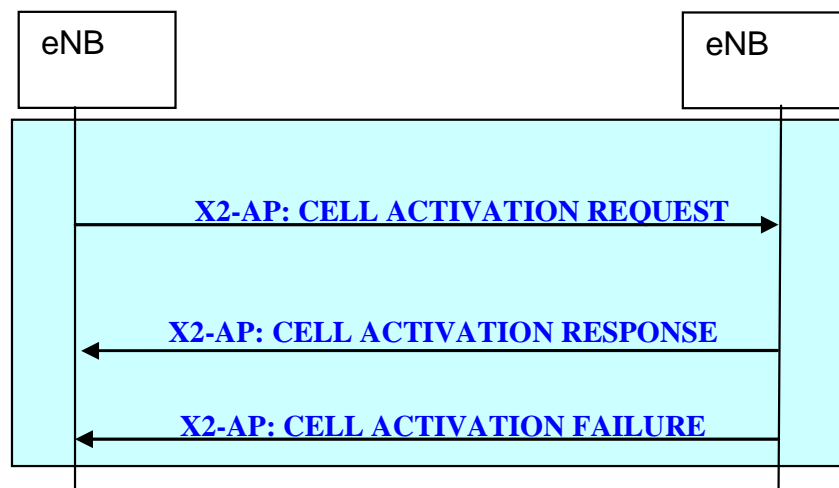 eNB
eNB
X2-AP: CELL ACTIVATION REQUEST
X2-AP: CELL ACTIVATION RESPONSE
X2-AP: CELL ACTIVATION FAILURE